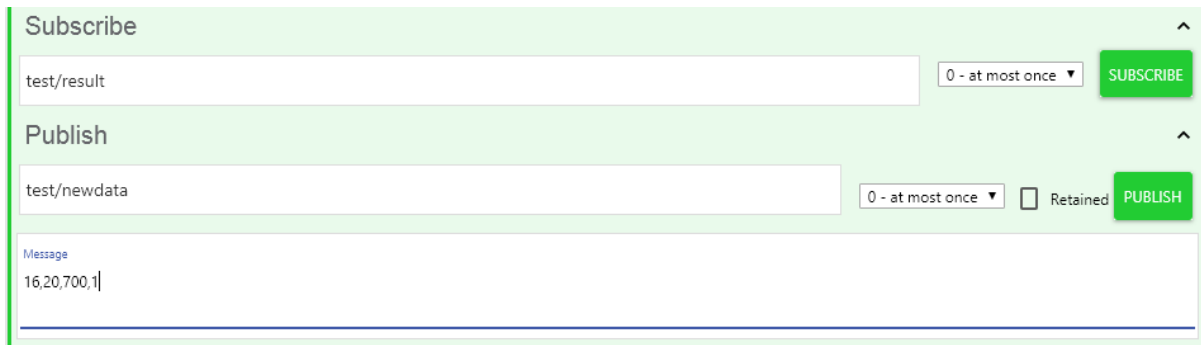 Subscribe
test/result
0 - at most once
SUBSCRIBE
Publish
test/newdata
0 - at most once
Retained
PUBLISH
Message
16,20,700,1